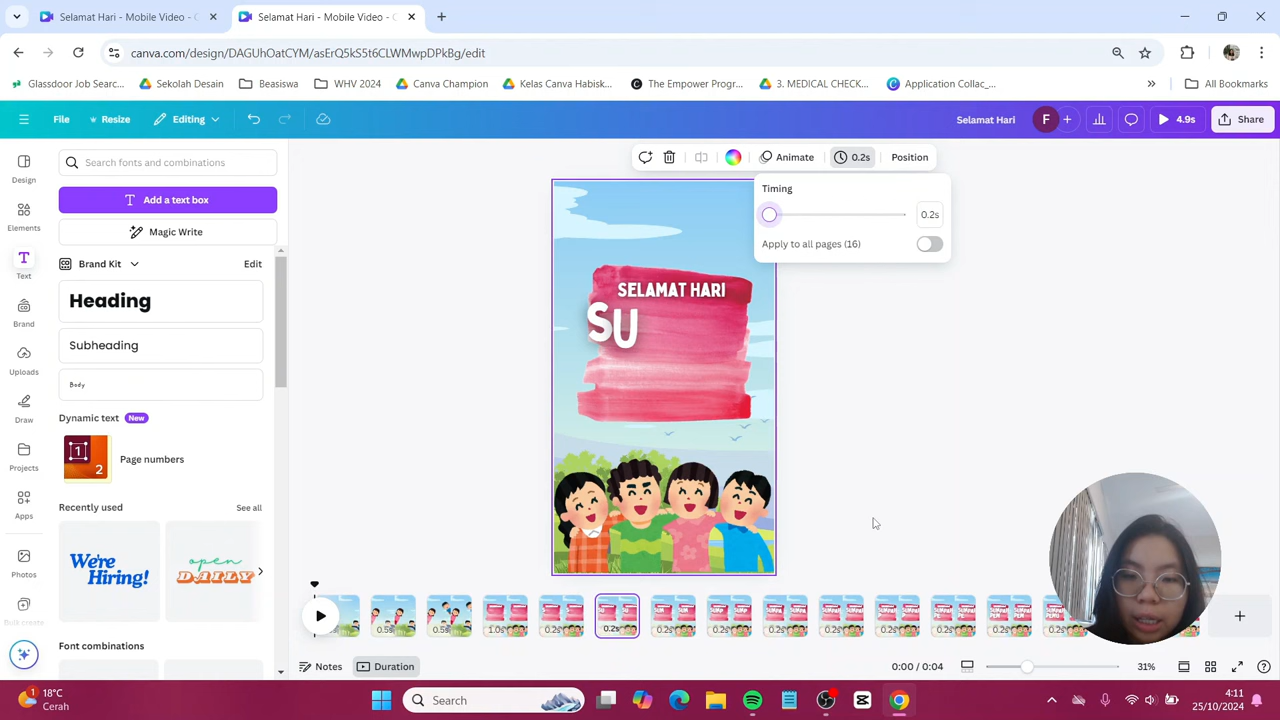 Selamat Hari - Mobile Video - C
Selamat Hari - Mobile Video - C
canva.com/design/DAGUhOatCYM/asErQ5kS5t6CLWMwpDPkBg/edit
Glassdoor Job Searc...
Sekolah Desain
Beasiswa
WHV 2024
Canva Champion
Kelas Canva Habisk...
The Empower Progr...
3. MEDICAL CHECK...
Application Collac_...
All Bookmarks
File
Resize
Editing
Selamat Hari
F
4.9s
Share
Design
Elements
Text
Brand
Uploads
Draw
Projects
Apps
Photos
Bulk create
Search fonts and combinations
Add a text box
Magic Write
Brand Kit
Edit
Heading
Subheading
Body
Dynamic text
New
1
2
Page numbers
Recently used
See all
We're Hiring!
open
DAILY
Font combinations
Animate
0.2s
Position
Timing
0.2s
Apply to all pages (16)
SELAMAT HARI
SU
0.5s
0.5s
1.0s
0.2s
0.2s
0.2s
0.2s
0.2s
0.2s
0.2s
0.2s
0.2s
Notes
Duration
0:00 / 0:04
31%
1
18°C
Cerah
Search
4:11
25/10/2024